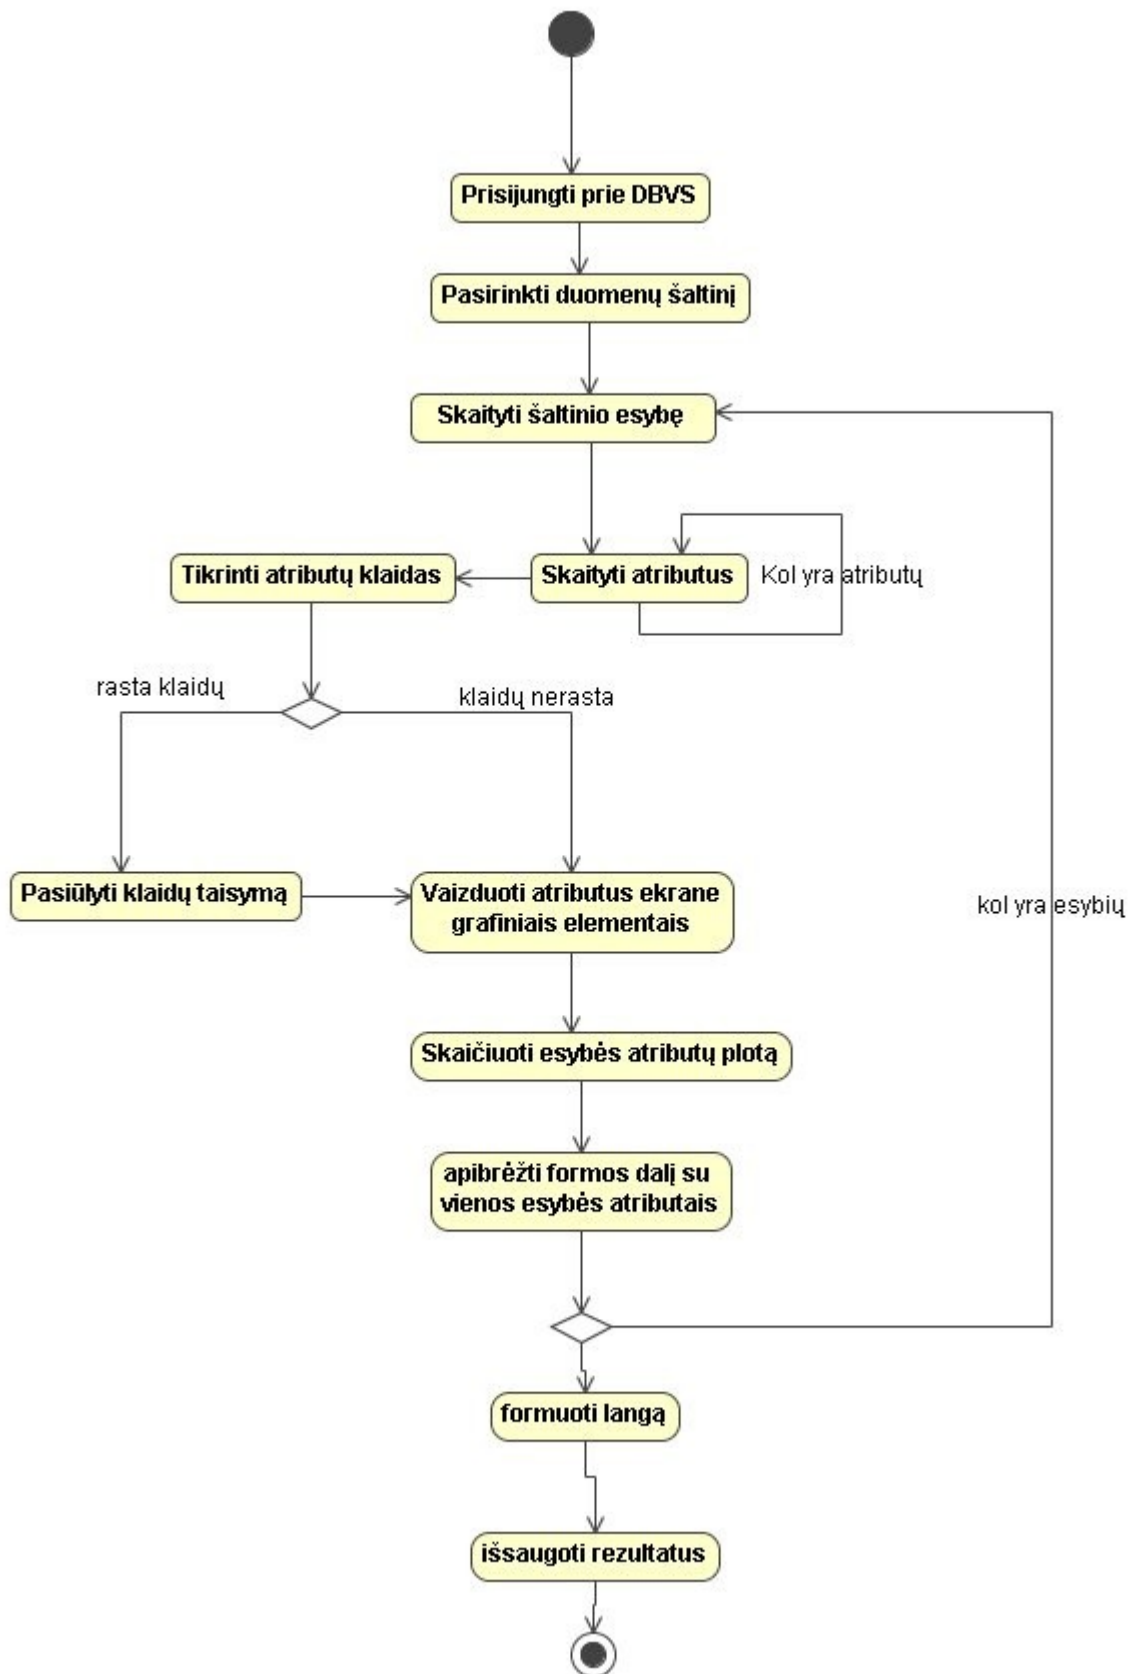 Prisijungti prie DBVS
Pasirinkti duomenų šaltinį
Skaityti šaltinio esybę
Tikrinti atributų klaidas
Skaityti atributus
Kol yra atributų
rasta klaidų
klaidų nerasta
Pasiūlyti klaidų taisymą
Vaizduoti atributus ekrane
grafiniais elementais
kol yra esybių
Skaičiuoti esybės atributų plotą
apibrėžti formos dalį su
vienos esybės atributais
formuoti langą
išsaugoti rezultatus